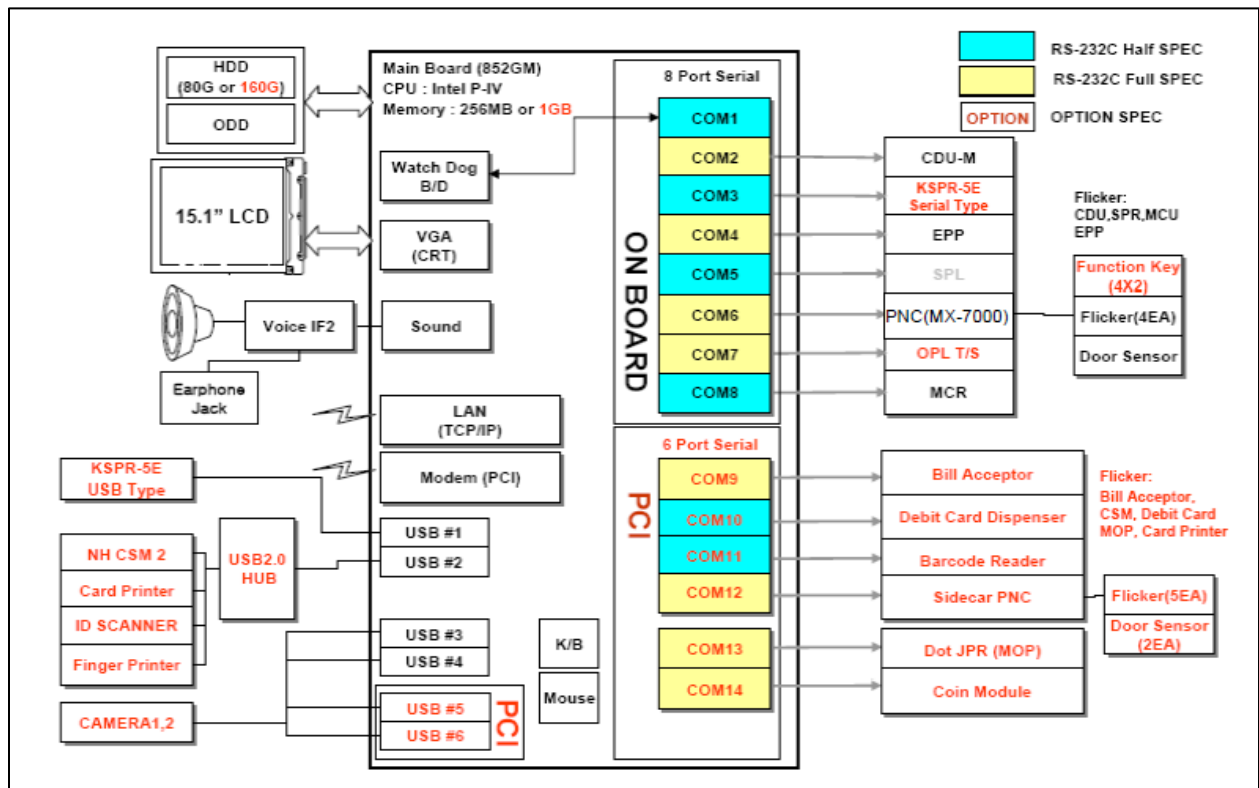 HDD
(80G or 160G)
ODD
15.1” LCD
Voice IF2
Earphone
Jack
KSPR-5E
USB Type
NH CSM 2
Card Printer
ID SCANNER
Finger Printer
USB2.0
HUB
CAMERA1,2
Main Board (852GM)
CPU : Intel P-IV
Memory : 256MB or 1GB
Watch Dog
B/D
VGA
(CRT)
Sound
LAN
(TCP/IP)
Modem (PCI)
USB #1
USB #2
USB #3
USB #4
USB #5
USB #6
PCI
K/B
Mouse
8 Port Serial
ON BOARD
COM1
COM2
COM3
COM4
COM5
COM6
COM7
COM8
6 Port Serial
PCI
COM9
COM10
COM11
COM12
COM13
COM14
RS-232C Half SPEC
RS-232C Full SPEC
OPTION
OPTION SPEC
CDU-M
KSPR-5E
Serial Type
EPP
SPL
PNC(MX-7000)
OPL T/S
MCR
Flicker:
CDU,SPR,MCU
EPP
Function Key
(4X2)
Flicker(4EA)
Door Sensor
Bill Acceptor
Debit Card Dispenser
Barcode Reader
Sidecar PNC
Dot JPR (MOP)
Coin Module
Flicker:
Bill Acceptor,
CSM, Debit Card
MOP, Card Printer
Flicker(5EA)
Door Sensor
(2EA)